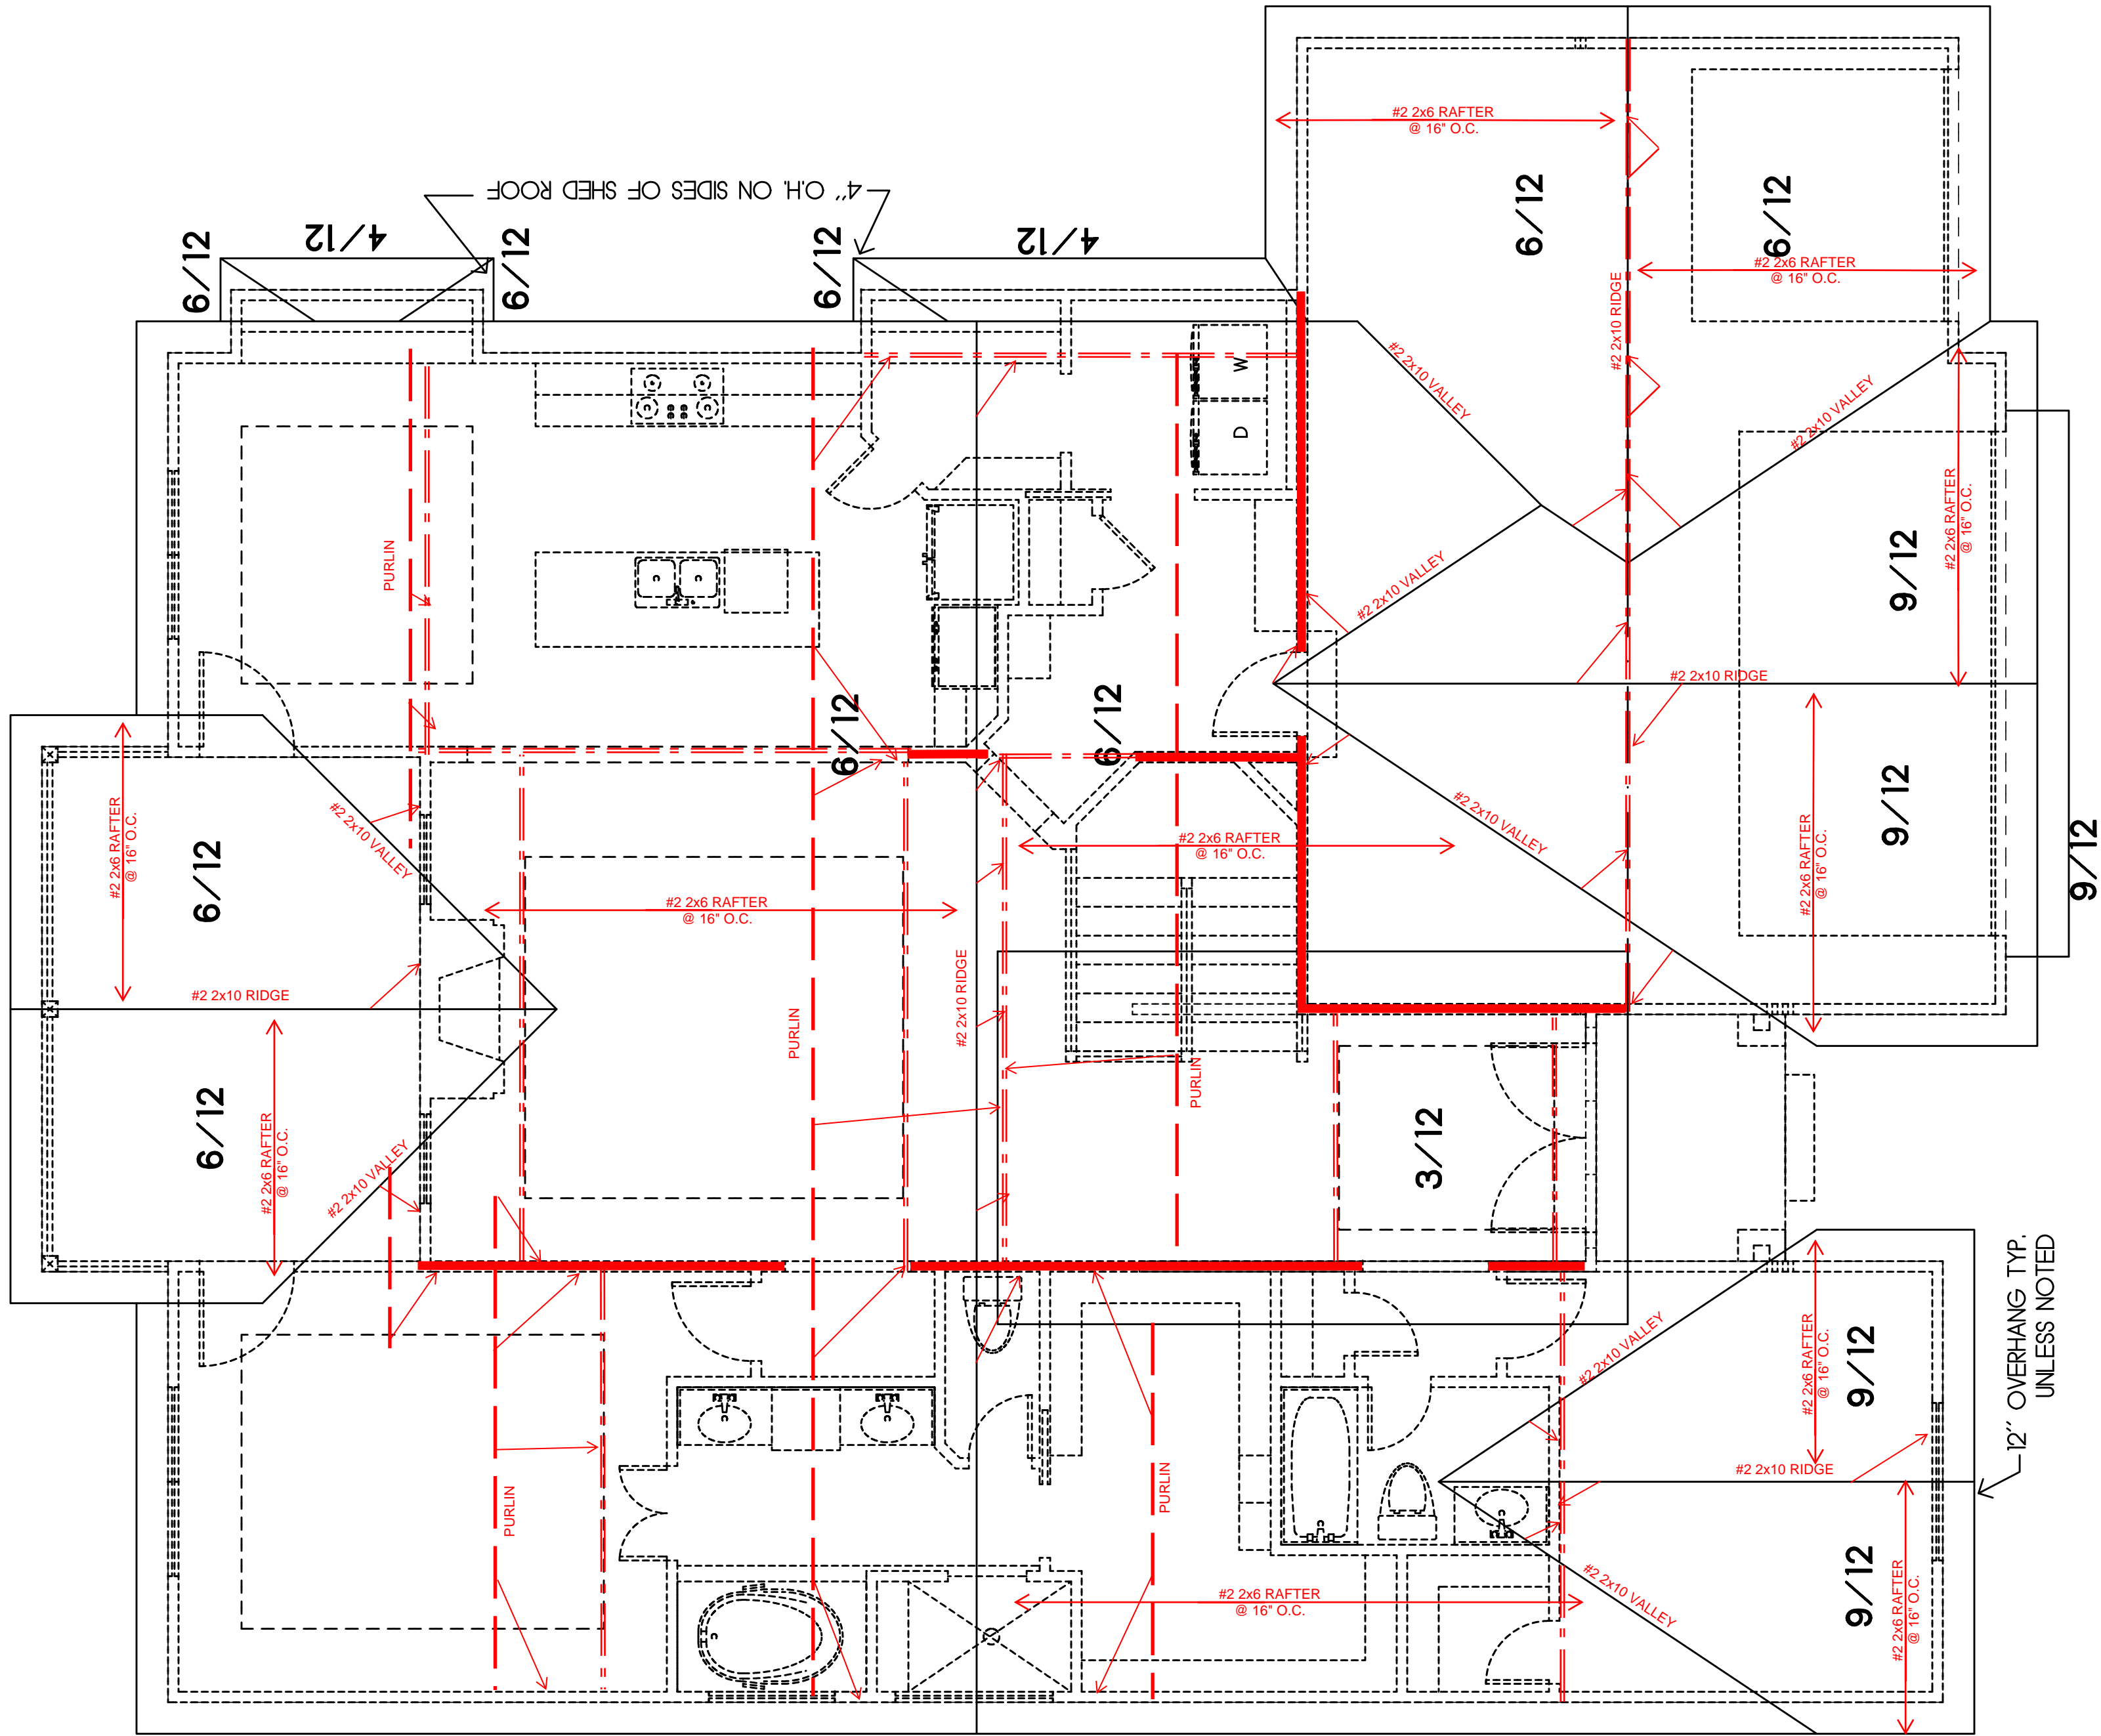 4" O.H. ON SIDES OF SHED ROOF
6/12
4/12
6/12
6/12
4/12
#2 2x6 RAFTER
@ 16" O.C.
6/12
6/12
#2 2x6 RAFTER
@ 16" O.C.
#2 2x10 RIDGE
#2 2x10 VALLEY
#2 2x10 VALLEY
W
D
PURLIN
#2 2x6 RAFTER
@ 16" O.C.
9/12
#2 2x10 VALLEY
6/12
6/12
#2 2x10 RIDGE
#2 2x6 RAFTER
@ 16" O.C.
6/12
#2 2x10 VALLEY
#2 2x6 RAFTER
@ 16" O.C.
#2 2x10 VALLEY
9/12
#2 2x6 RAFTER
@ 16" O.C.
9/12
#2 2x6 RAFTER
@ 16" O.C.
#2 2x10 RIDGE
#2 2x10 RIDGE
PURLIN
PURLIN
6/12
#2 2x6 RAFTER
@ 16" O.C.
#2 2x10 VALLEY
3/12
12" OVERHANG TYP.
UNLESS NOTED
#2 2x10 VALLEY
#2 2x6 RAFTER
@ 16" O.C.
9/12
#2 2x10 RIDGE
PURLIN
PURLIN
#2 2x6 RAFTER
@ 16" O.C.
#2 2x10 VALLEY
9/12
#2 2x6 RAFTER
@ 16" O.C.